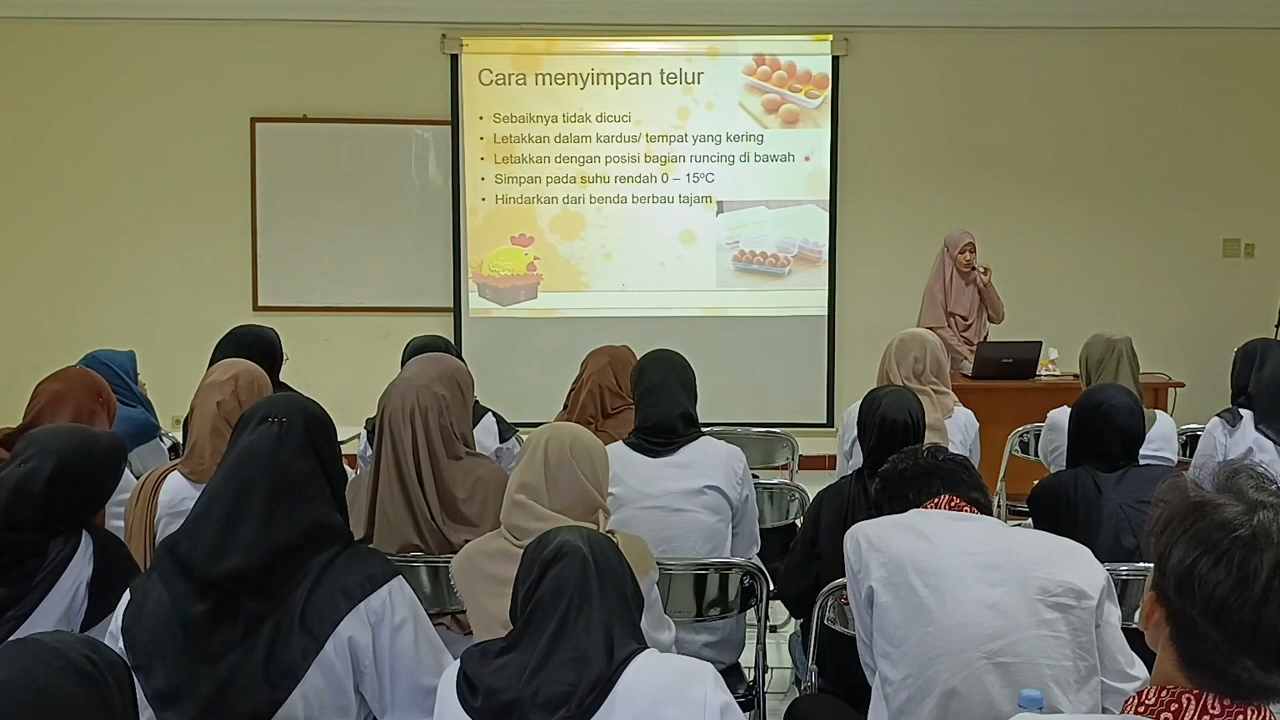 Cara menyimpan telur
• Sebaiknya tidak dicuci
• Letakkan dalam kardus/ tempat yang kering
• Letakkan dengan posisi bagian runcing di bawah
• Simpan pada suhu rendah 0 – 15ºC
• Hindarkan dari benda berbau tajam